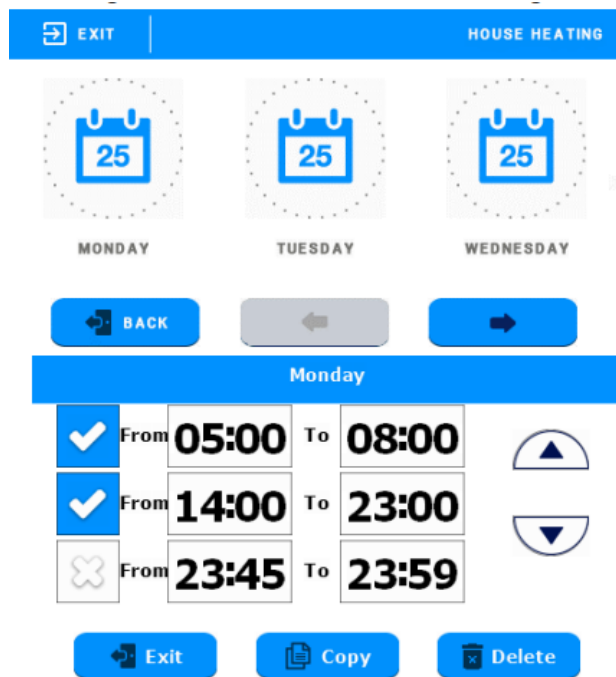 EXIT HOUSE HEATING
25 25 25
MONDAY TUESDAY WEDNESDAY
BACK
Monday
From 05:00 To 08:00
From 14:00 To 23:00
From 23:45 To 23:59
Exit Copy Delete